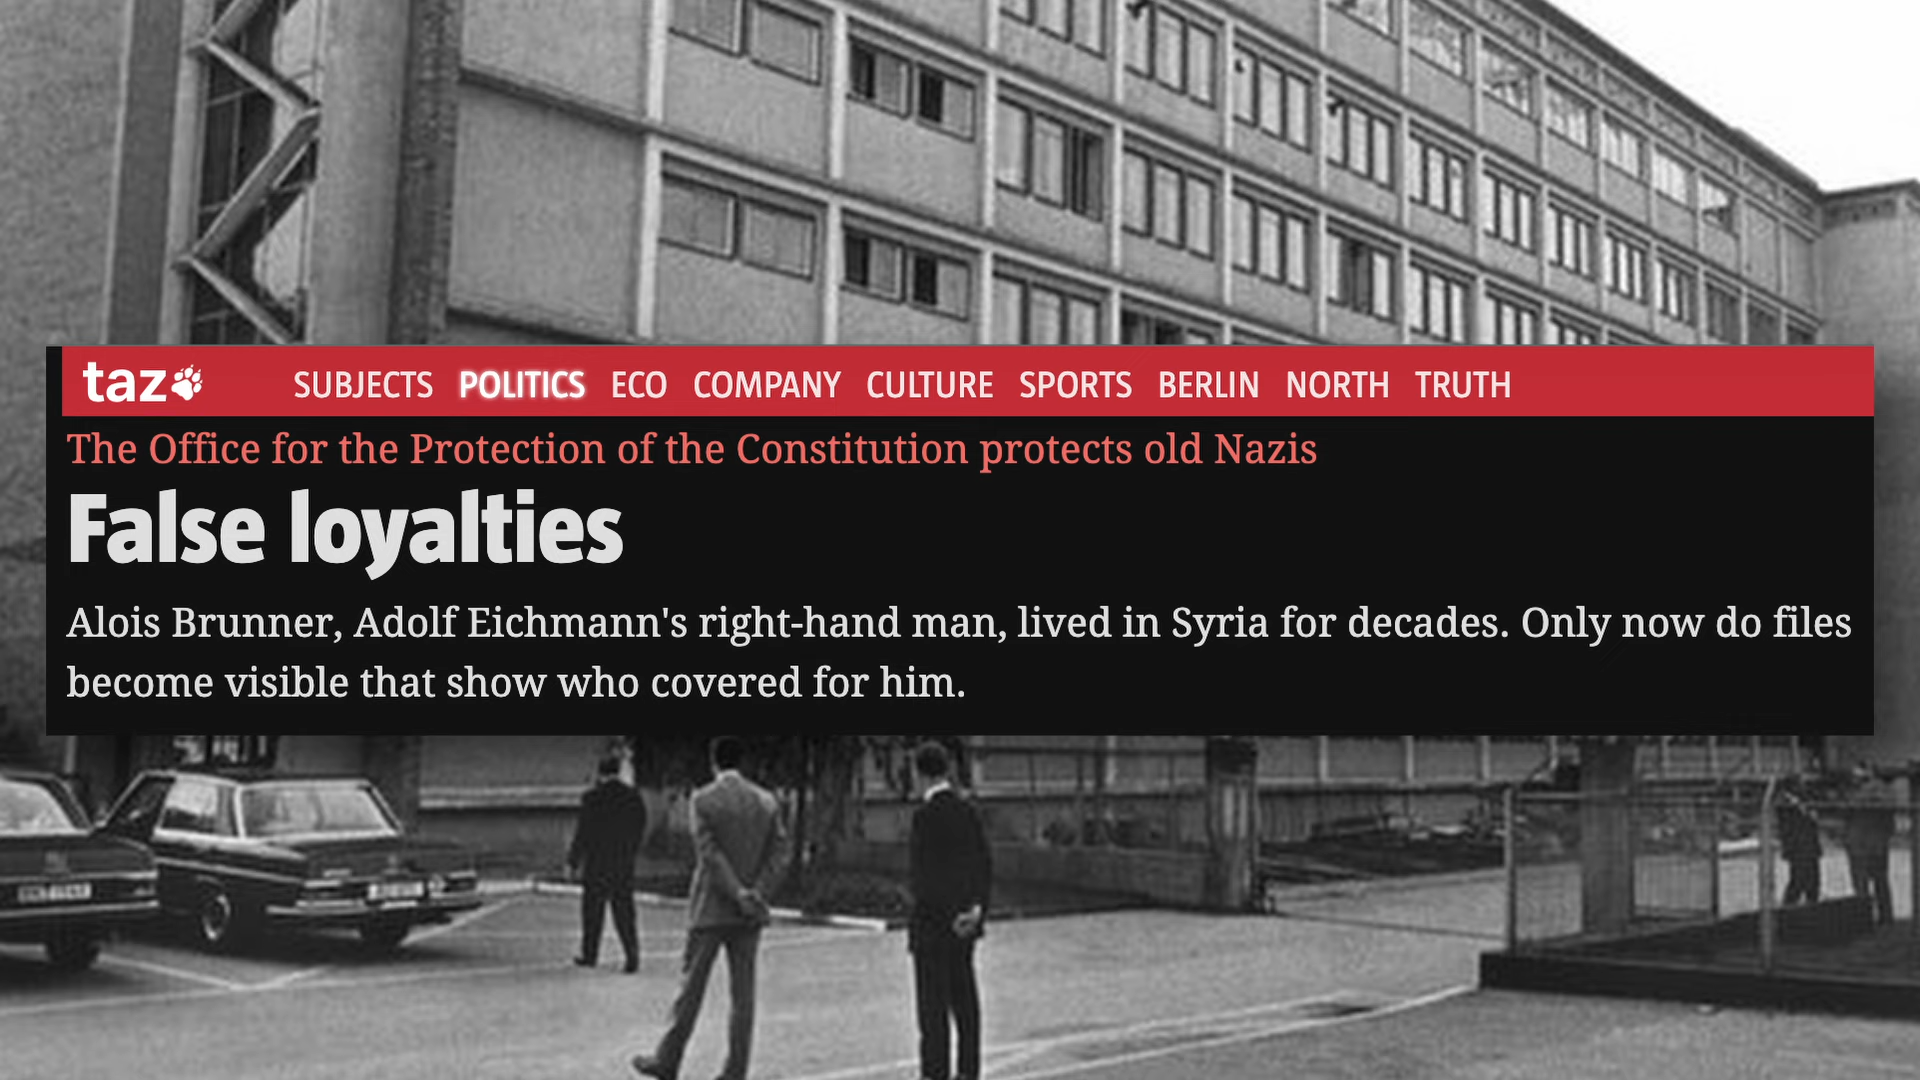 taz
SUBJECTS POLITICS ECO COMPANY CULTURE SPORTS BERLIN NORTH TRUTH
The Office for the Protection of the Constitution protects old Nazis
False loyalties
Alois Brunner, Adolf Eichmann's right-hand man, lived in Syria for decades. Only now do files
become visible that show who covered for him.